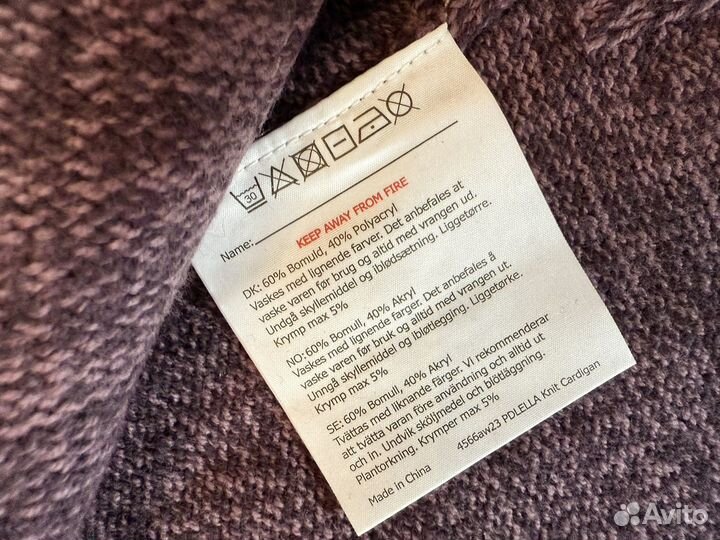 30
KEEP AWAY FROM FIRE
Name:
DK: 60% Bomuld, 40% Polyacryl
Vaskes med lignende farver. Det anbefales at
vaske varen før brug og altid med vrangen ud.
Undgå skyllemiddel og iblødsætning. Liggetørre.
Krymp max 5%
NO: 60% Bomull, 40% Akryl
Vaskes med lignende farger. Det anbefales å
vaske varen før bruk og alltid med vrangen ut.
Unngå skyllemiddel og ibløtlegging. Liggetørke.
Krymp max 5%
SE: 60% Bomull, 40% Akryl
Tvättas med liknande färger. Vi rekommenderar
att tvätta varen före användning och alltid ut
och in. Undvik sköljmedel och blötläggning.
Plantorkning. Krymper max 5%
4566aw23 PDLELLA Knit Cardigan
Made in China
Avito